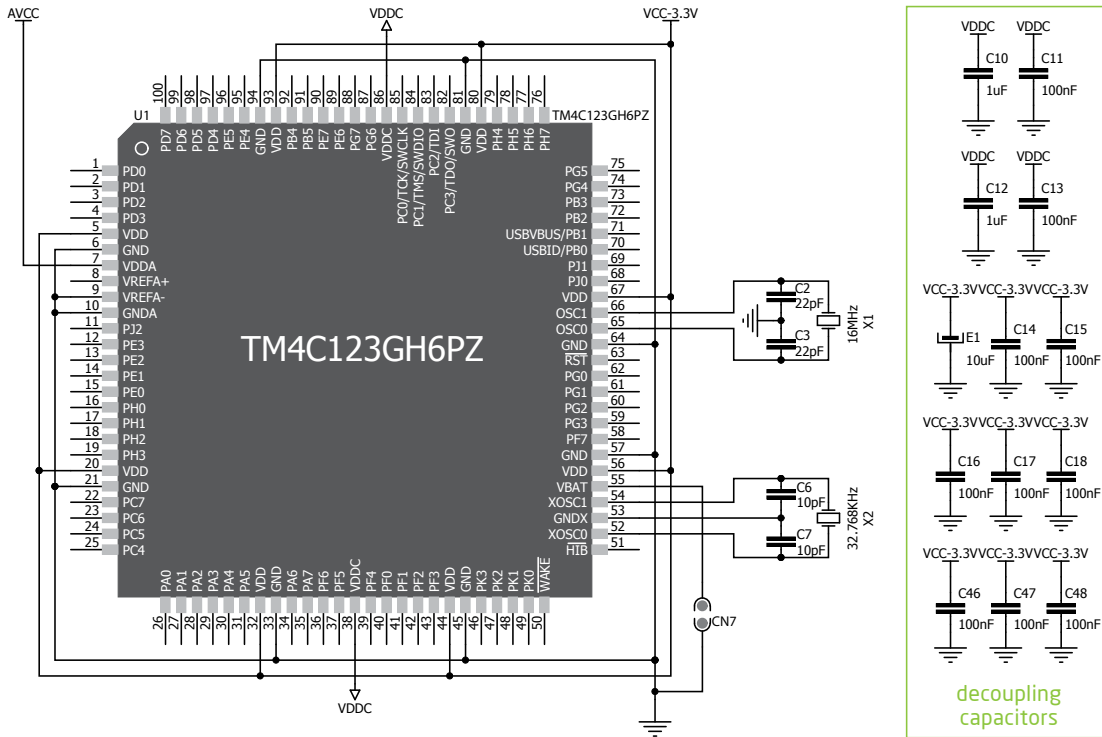 AVCC
VDDC
VCC-3.3V
100
99
98
97
96
95
94
93
92
91
90
89
88
87
86
85
84
83
82
81
80
79
78
77
76
U1
TM4C123GH6PZ
PD7
PD6
PD5
PD4
PE5
PE4
GND
VDD
PB4
PB5
PE7
PE6
PG7
PG6
VDDC
PC0/TCK/SWCLK
PC1/TMS/SWDIO
PC2/TDI
PC3/TDO/SWO
GND
VDD
PH4
PH5
PH6
PH7
1 PD0
2 PD1
3 PD2
4 PD3
5 VDD
6 GND
7 VDDA
8 VREFA+
9 VREFA-
10 GNDA
11 PJ2
12 PE3
13 PE2
14 PE1
15 PE0
16 PH0
17 PH1
18 PH2
19 PH3
20 VDD
21 GND
22 PC7
23 PC6
24 PC5
25 PC4
TM4C123GH6PZ
PG5 75
PG4 74
PB3 73
PB2 72
USBVBUS/PB1 71
USBID/PB0 70
PJ1 69
PJ0 68
VDD 67
OSC1 66
OSC0 65
GND 64
RST 63
PG0 62
PG1 61
PG2 60
PG3 59
PF7 58
GND 57
VDD 56
VBAT 55
XOSC1 54
GNDX 53
XOSC0 52
HIB 51
PA0
PA1
PA2
PA3
PA4
PA5
VDD
GND
PA6
PA7
PF6
PF5
VDDC
PF4
PF0
PF1
PF2
PF3
VDD
GND
PK3
PK2
PK1
PK0
WAKE
26
27
28
29
30
31
32
33
34
35
36
37
38
39
40
41
42
43
44
45
46
47
48
49
50
VDDC
C2
22pF
C3
22pF
16MHz
X1
C6
10pF
C7
10pF
32.768KHz
X2
CN7
VDDC VDDC
C10 C11
1uF 100nF
VDDC VDDC
C12 C13
1uF 100nF
VCC-3.3V VCC-3.3V VCC-3.3V
E1 C14 C15
10uF 100nF 100nF
VCC-3.3V VCC-3.3V VCC-3.3V
C16 C17 C18
100nF 100nF 100nF
VCC-3.3V VCC-3.3V VCC-3.3V
C46 C47 C48
100nF 100nF 100nF
decoupling
capacitors